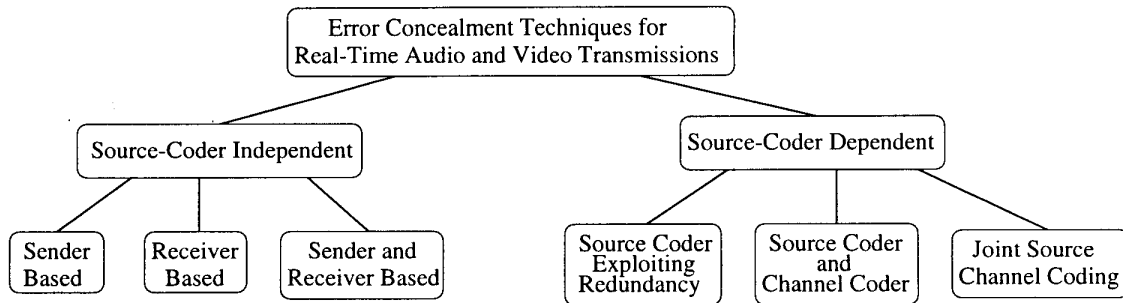 Error Concealment Techniques for
Real-Time Audio and Video Transmissions
Source-Coder Independent
Source-Coder Dependent
Sender
Based
Receiver
Based
Sender and
Receiver Based
Source Coder
Exploiting
Redundancy
Source Coder
and
Channel Coder
Joint Source
Channel Coding